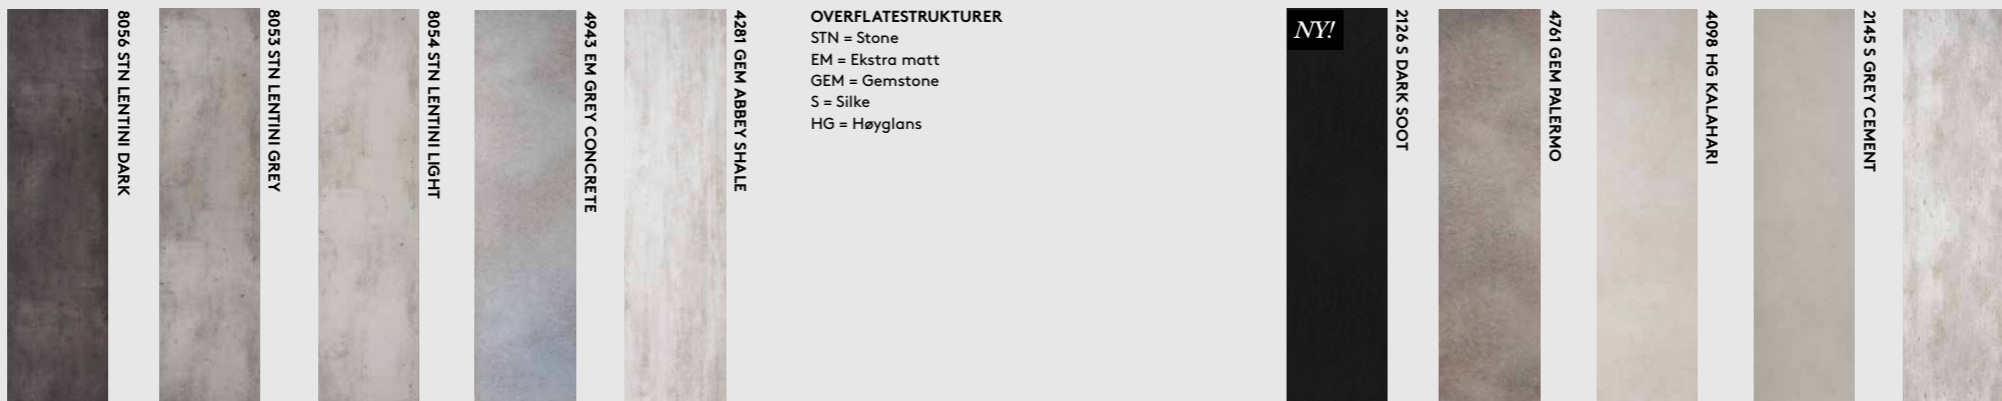 8056 STN LENTINI DARK
8053 STN LENTINI GREY
8054 STN LENTINI LIGHT
4943 EM GREY CONCRETE
4281 GEM ABBEY SHALE
OVERFLATESTRUKTURER
STN = Stone
EM = Ekstra matt
GEM = Gemstone
S = Silke
HG = Høyglans
NY!
2126 S DARK SOOT
4761 GEM PALERMO
4098 HG KALAHARI
2145 S GREY CEMENT